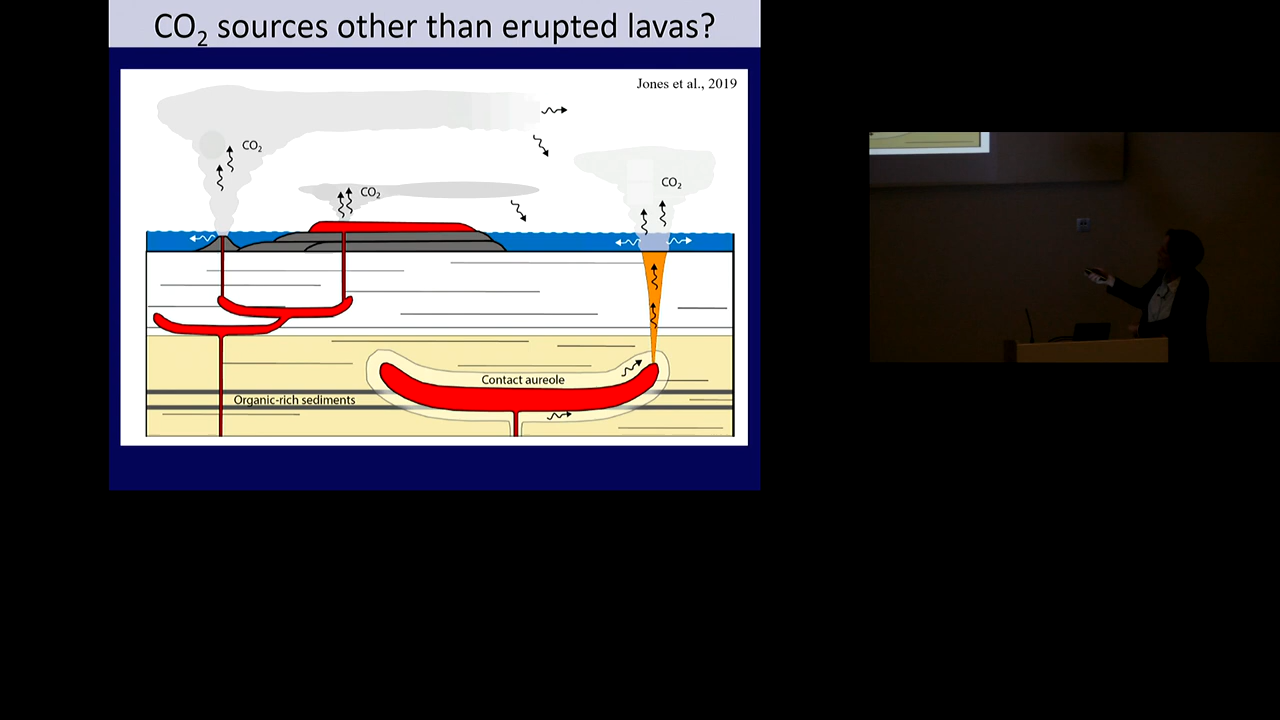 CO₂ sources other than erupted lavas?
Jones et al., 2019
CO₂
CO₂
CO₂
Contact aureole
Organic-rich sediments